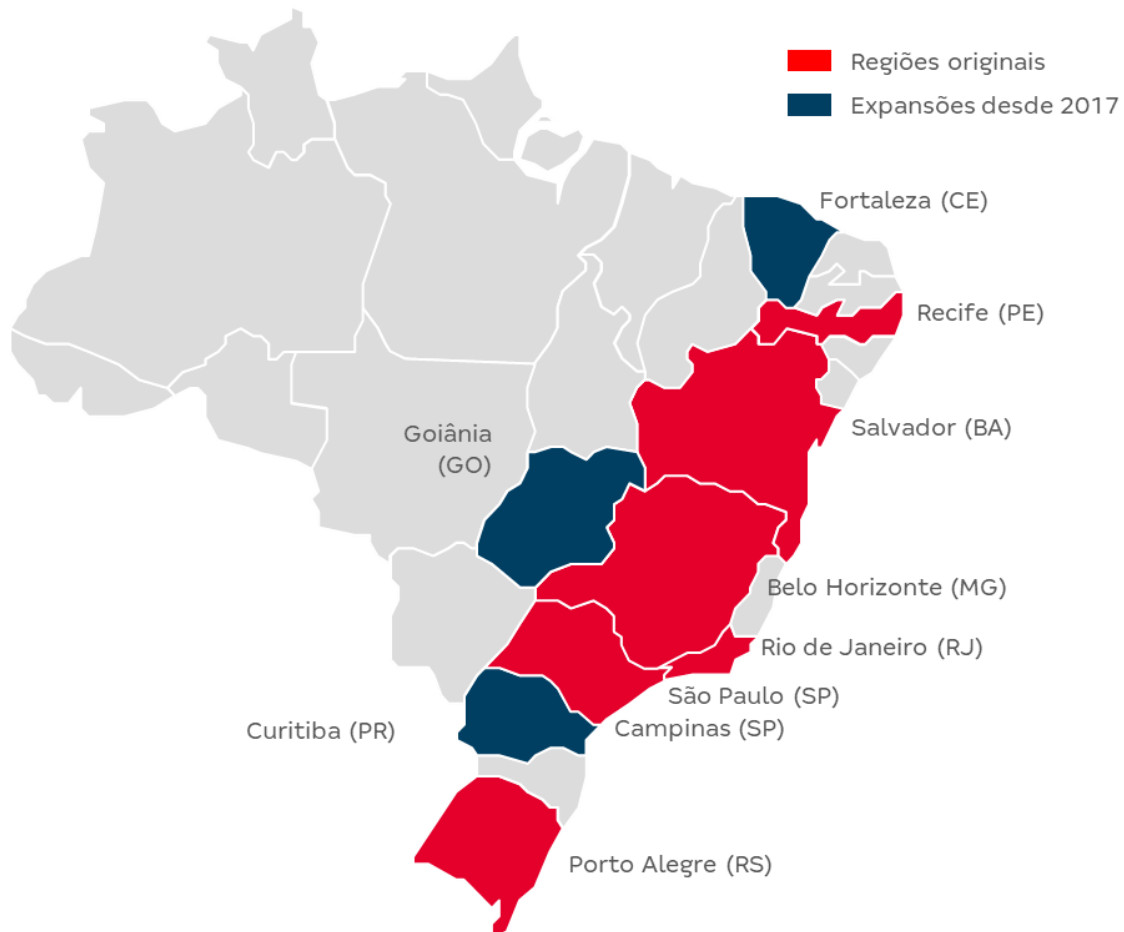 Regiões originais
Expansões desde 2017
Fortaleza (CE)
Recife (PE)
Salvador (BA)
Goiânia
(GO)
Belo Horizonte (MG)
Rio de Janeiro (RJ)
São Paulo (SP)
Campinas (SP)
Curitiba (PR)
Porto Alegre (RS)